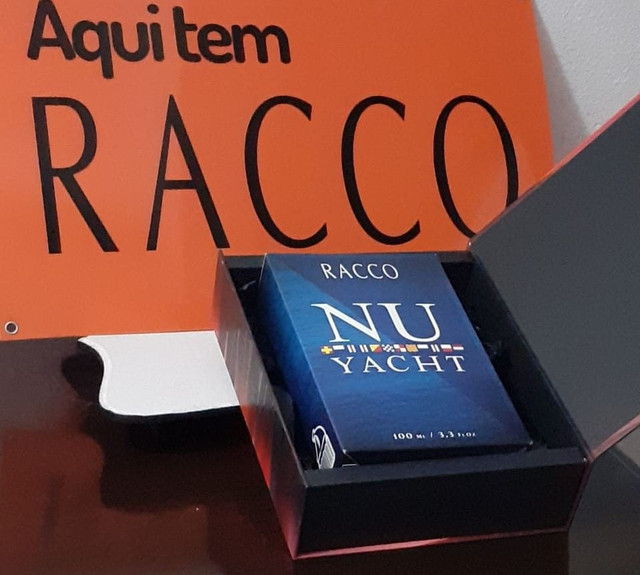 Aqui tem
RACCO
RACCO
NU
YACHT
100 ML / 3.3 FL OZ